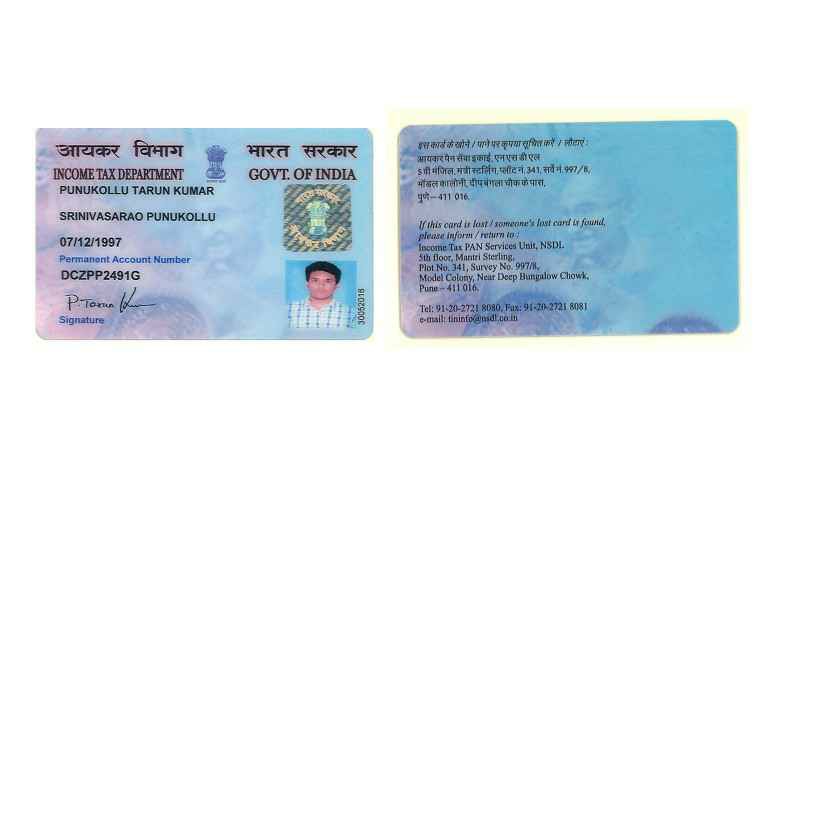 आयकर विभाग
भारत सरकार
INCOME TAX DEPARTMENT
GOVT. OF INDIA
PUNUKOLLU TARUN KUMAR
SRINIVASARAO PUNUKOLLU
07/12/1997
Permanent Account Number
DCZPP2491G
P. Tarun Kumar
Signature
30052016
इस कार्ड के खोने / पाने पर कृपया सूचित करें / लौटाएं :
आयकर पैन सेवा इकाई, एन एस डी एल
5 वी मंजिल, मंत्री स्टर्लिंग, प्लॉट नं. 341, सर्वे नं. 997/8,
मॉडल कालोनी, दीप बंगला चौक के पास,
पुणे – 411 016.
If this card is lost / someone's lost card is found,
please inform / return to :
Income Tax PAN Services Unit, NSDL
5th floor, Mantri Sterling,
Plot No. 341, Survey No. 997/8,
Model Colony, Near Deep Bungalow Chowk,
Pune – 411 016.
Tel: 91-20-2721 8080, Fax: 91-20-2721 8081
e-mail: tininfo@nsdl.co.in